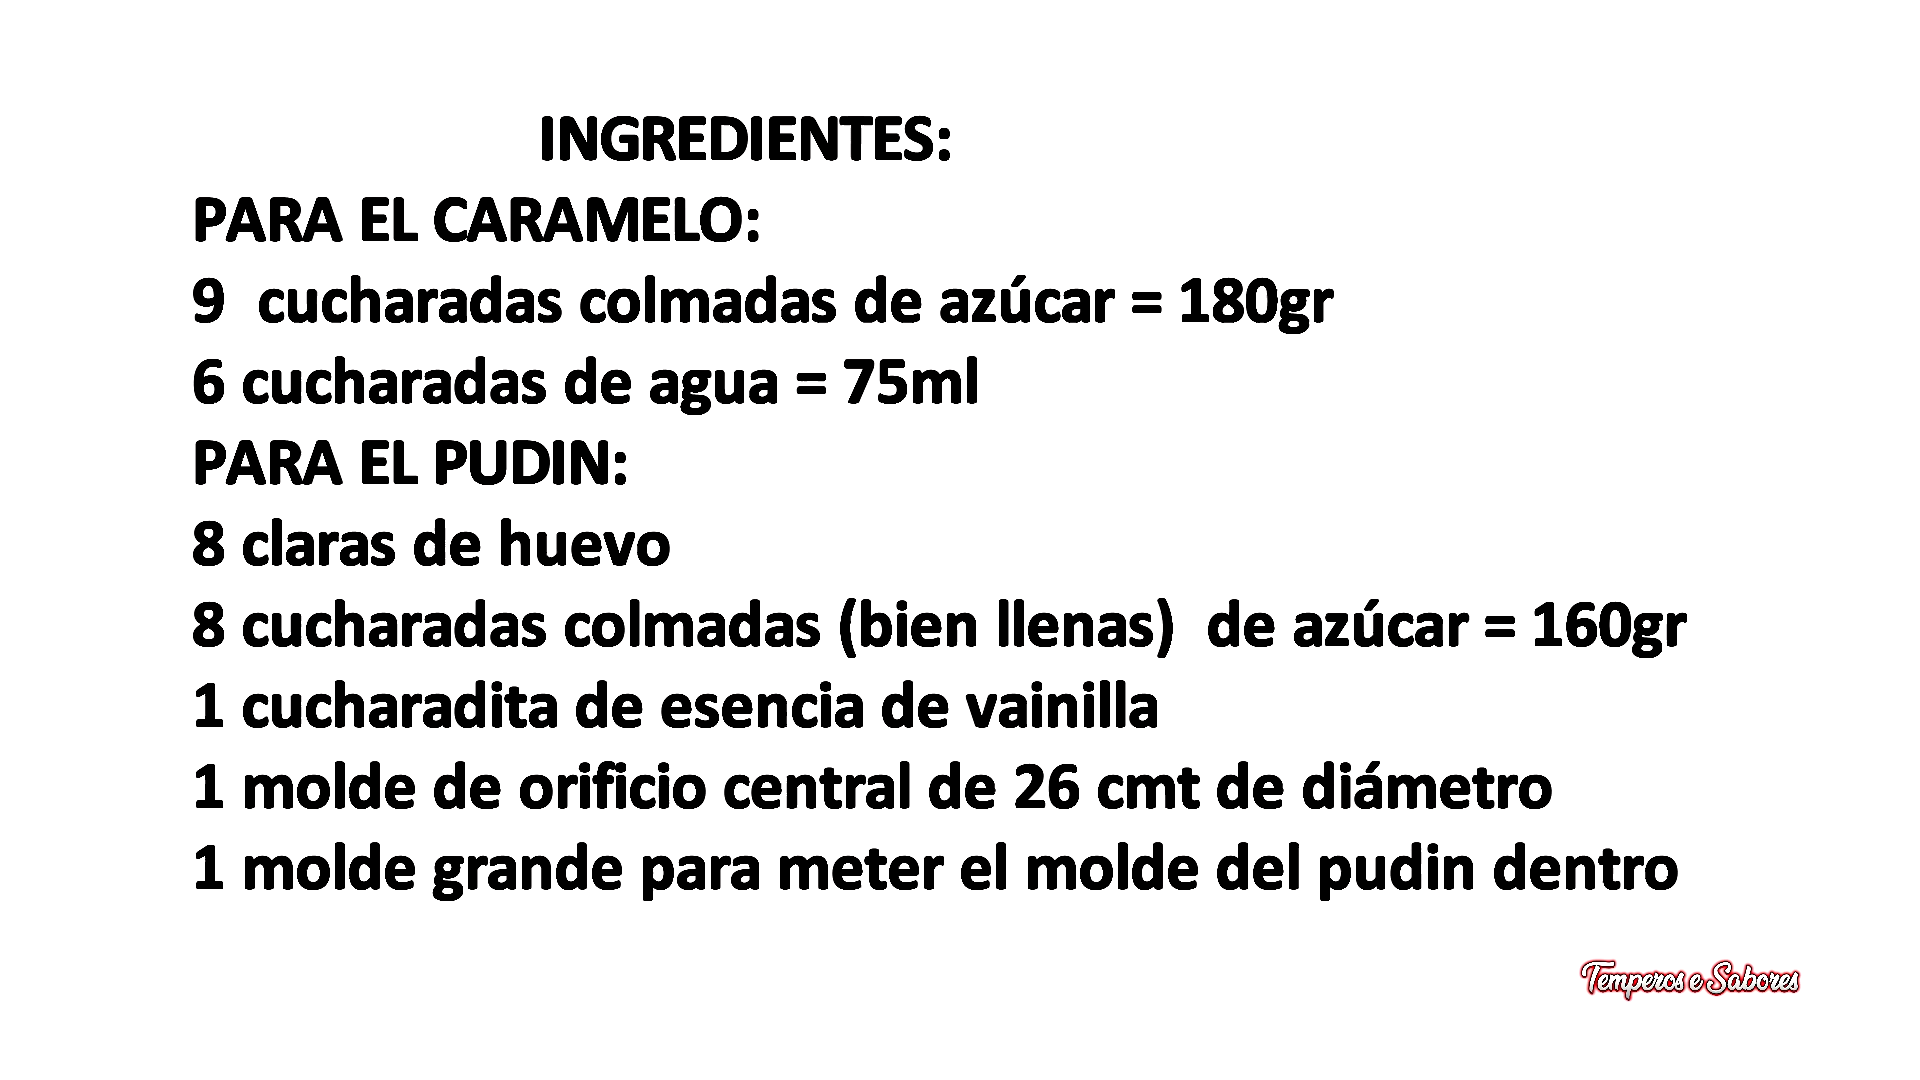 INGREDIENTES:
PARA EL CARAMELO:
9  cucharadas colmadas de azúcar = 180gr
6 cucharadas de agua = 75ml
PARA EL PUDIN:
8 claras de huevo
8 cucharadas colmadas (bien llenas)  de azúcar = 160gr
1 cucharadita de esencia de vainilla
1 molde de orificio central de 26 cmt de diámetro
1 molde grande para meter el molde del pudin dentro
Temperos e Sabores